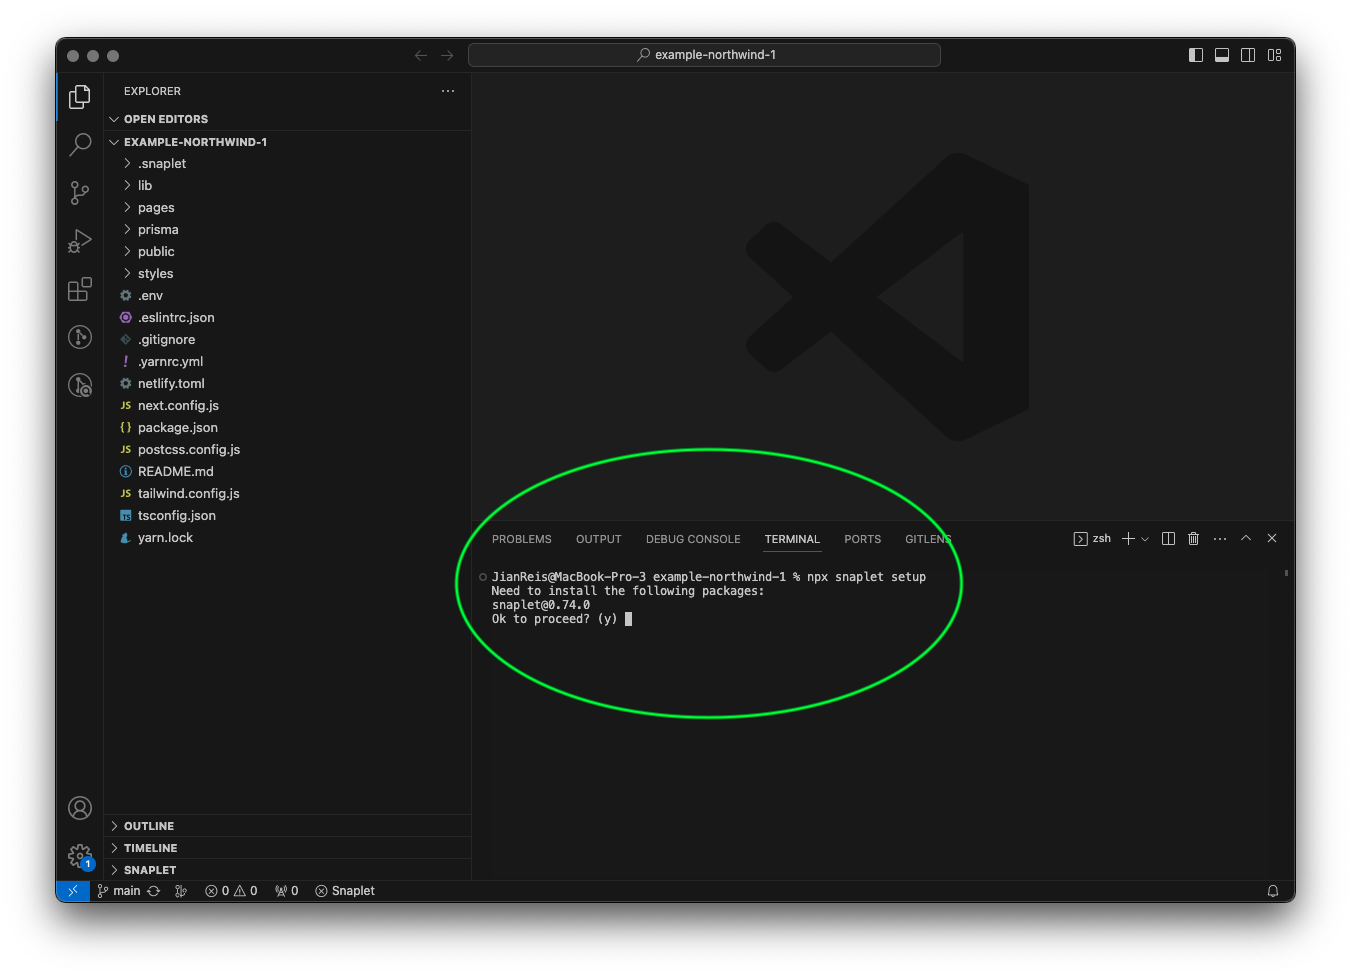 example-northwind-1
EXPLORER
OPEN EDITORS
EXAMPLE-NORTHWIND-1
.snaplet
lib
pages
prisma
public
styles
.env
.eslintrc.json
.gitignore
! .yarnrc.yml
netlify.toml
JS next.config.js
{} package.json
JS postcss.config.js
README.md
JS tailwind.config.js
TS tsconfig.json
yarn.lock
OUTLINE
TIMELINE
SNAPLET
PROBLEMS OUTPUT DEBUG CONSOLE TERMINAL PORTS GITLENS
zsh
JianReis@MacBook-Pro-3 example-northwind-1 % npx snaplet setup
Need to install the following packages:
snaplet@0.74.0
Ok to proceed? (y)
1
main 0 0 0 Snaplet